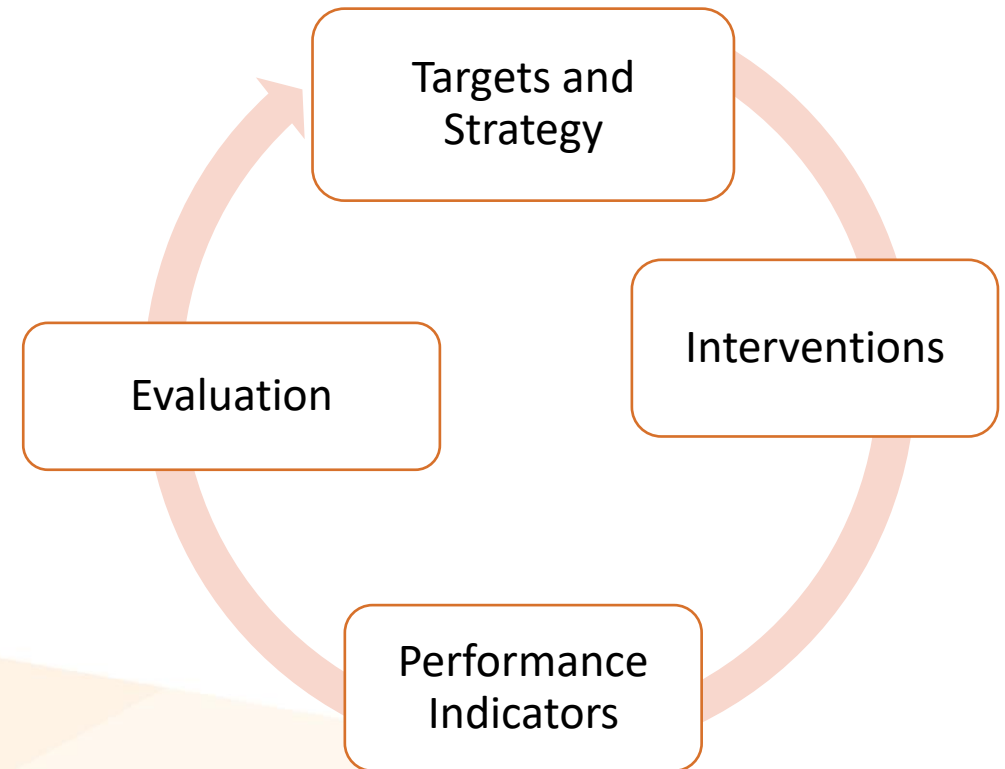 Targets and
Strategy
Interventions
Evaluation
Performance
Indicators